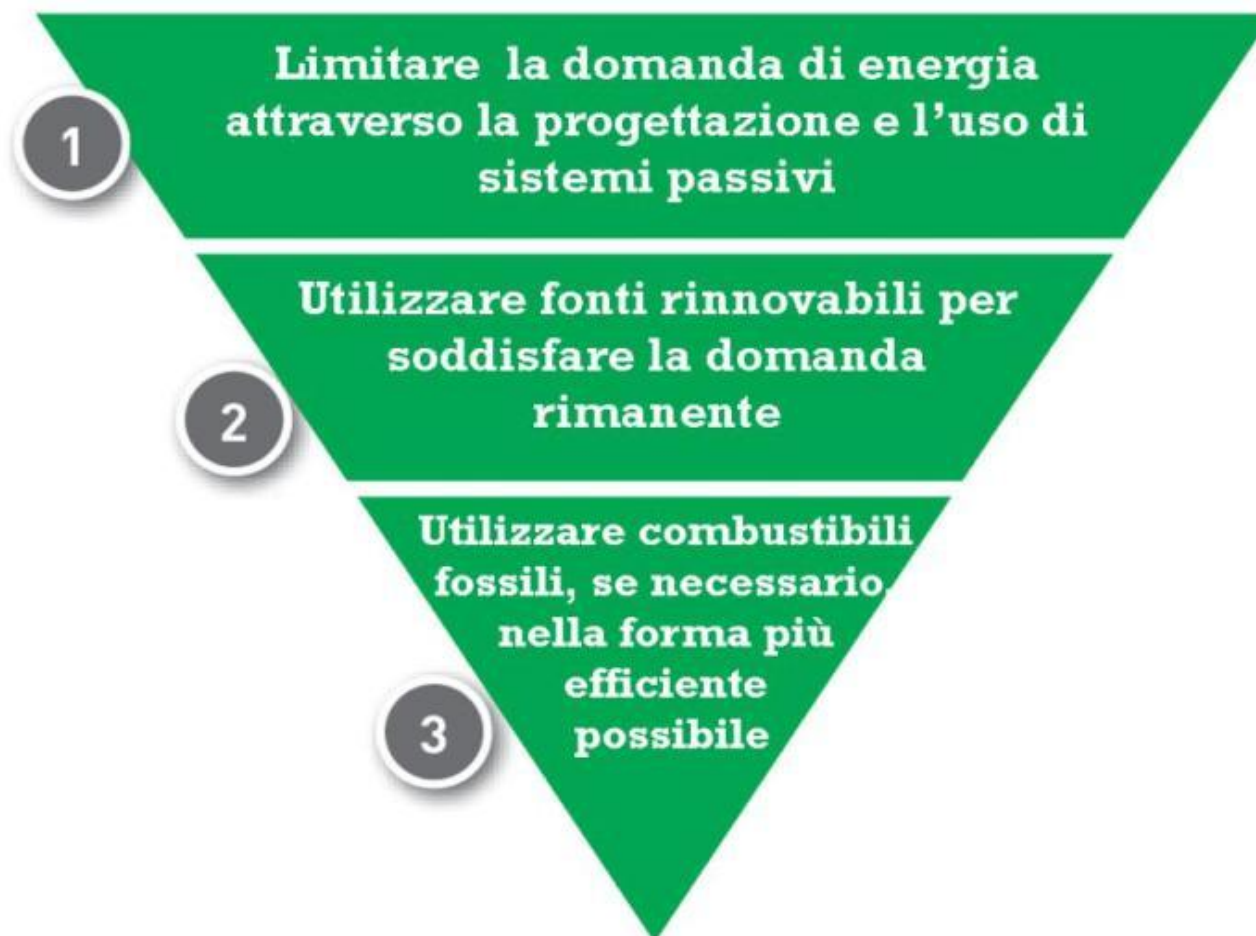 1
Limitare la domanda di energia
attraverso la progettazione e l'uso di
sistemi passivi
2
Utilizzare fonti rinnovabili per
soddisfare la domanda
rimanente
3
Utilizzare combustibili
fossili, se necessario,
nella forma più
efficiente
possibile